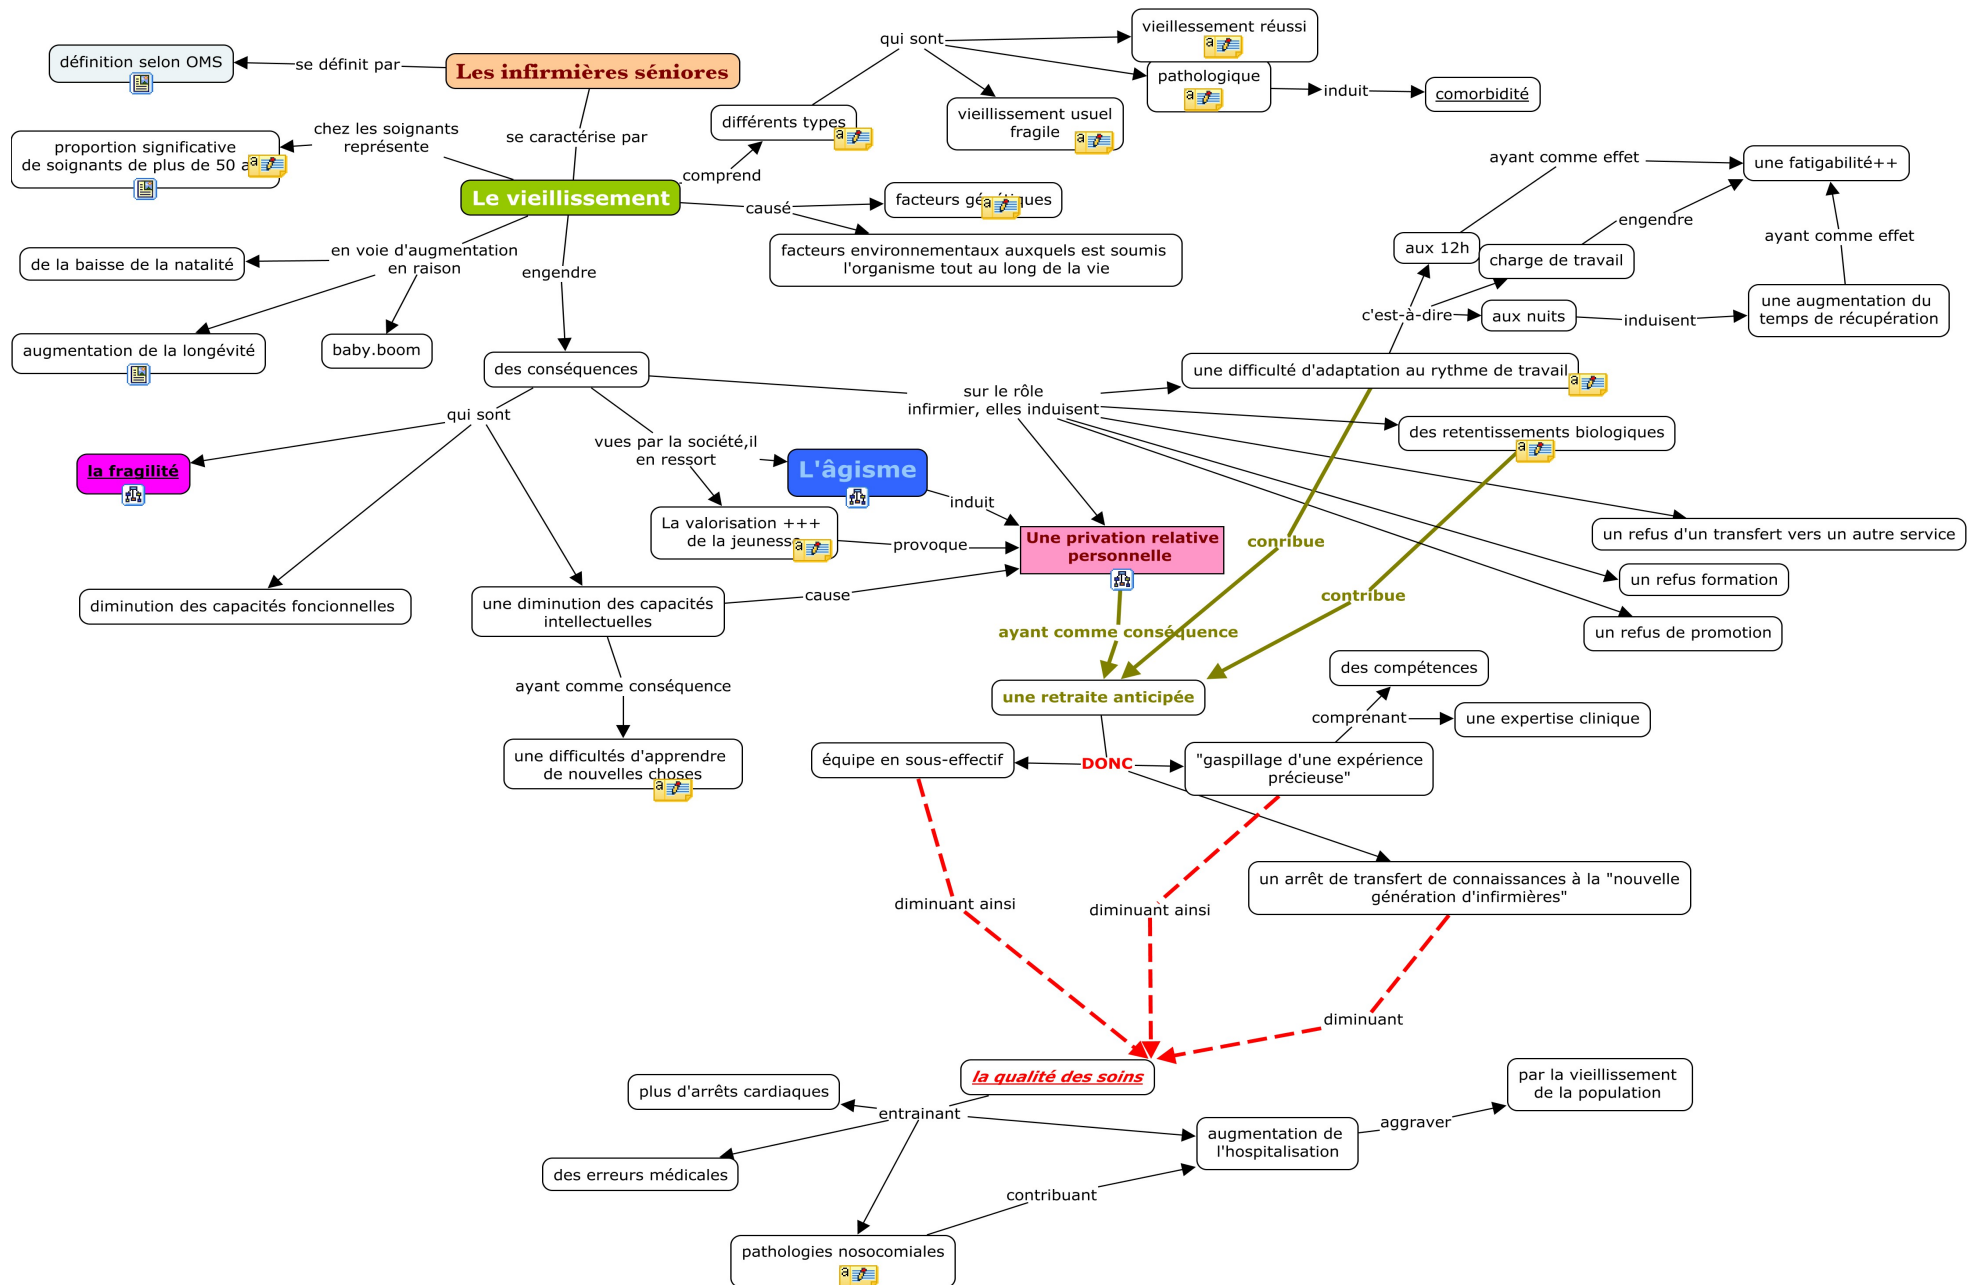 vieillessement réussi
qui sont
définition selon OMS
se définit par
Les infirmières séniores
pathologique
induit
comorbidité
différents types
vieillissement usuel
fragile
chez les soignants
représente
se caractérise par
proportion significative
de soignants de plus de 50
ayant comme effet
une fatigabilité++
comprend
Le vieillissement
causé
facteurs
engendre
aux 12h
ayant comme effet
facteurs environnementaux auxquels est soumis
l'organisme tout au long de la vie
en voie d'augmentation
en raison
de la baisse de la natalité
engendre
charge de travail
c'est-à-dire
aux nuits
induisent
une augmentation du
temps de récupération
augmentation de la longévité
baby.boom
des conséquences
une difficulté d'adaptation au rythme de travail
sur le rôle
infirmier, elles induisent
qui sont
des retentissements biologiques
vues par la société,il
en ressort
L'âgisme
la fragilité
induit
La valorisation +++
de la jeunesse
provoque
Une privation relative
personnelle
conribue
un refus d'un transfert vers un autre service
un refus formation
contribue
diminution des capacités foncionnelles
une diminution des capacités
intellectuelles
cause
ayant comme conséquence
un refus de promotion
des compétences
ayant comme conséquence
une retraite anticipée
comprenant
une expertise clinique
une difficultés d'apprendre
de nouvelles choses
équipe en sous-effectif
DONC
"gaspillage d'une expérience
précieuse"
un arrêt de transfert de connaissances à la "nouvelle
génération d'infirmières"
diminuant ainsi
diminuant ainsi
diminuant
la qualité des soins
plus d'arrêts cardiaques
entrainant
par la vieillissement
de la population
augmentation de
l'hospitalisation
aggraver
des erreurs médicales
contribuant
pathologies nosocomiales